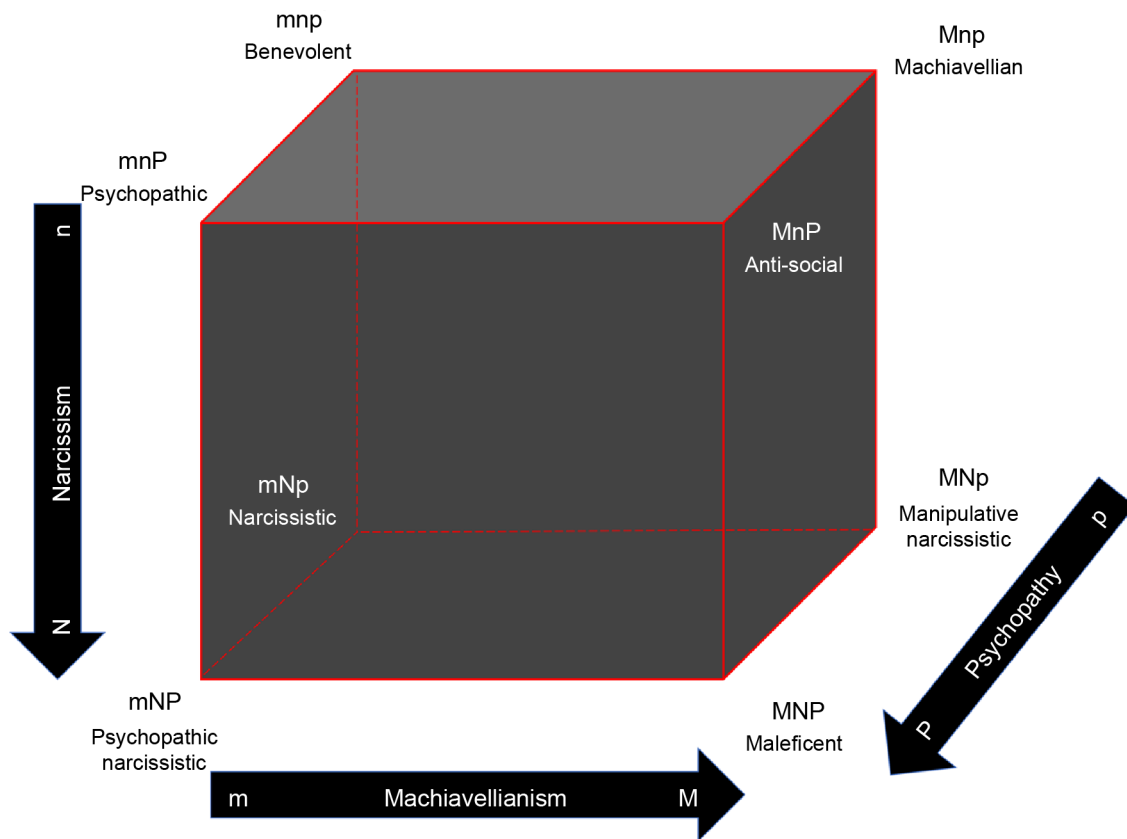 mnp
Benevolent
Mnp
Machiavellian
mnP
Psychopathic
n
Narcissism
N
MnP
Anti-social
mNp
Narcissistic
MNp
Manipulative
narcissistic
p
Psychopathy
P
mNP
Psychopathic
narcissistic
MNP
Maleficent
m Machiavellianism M